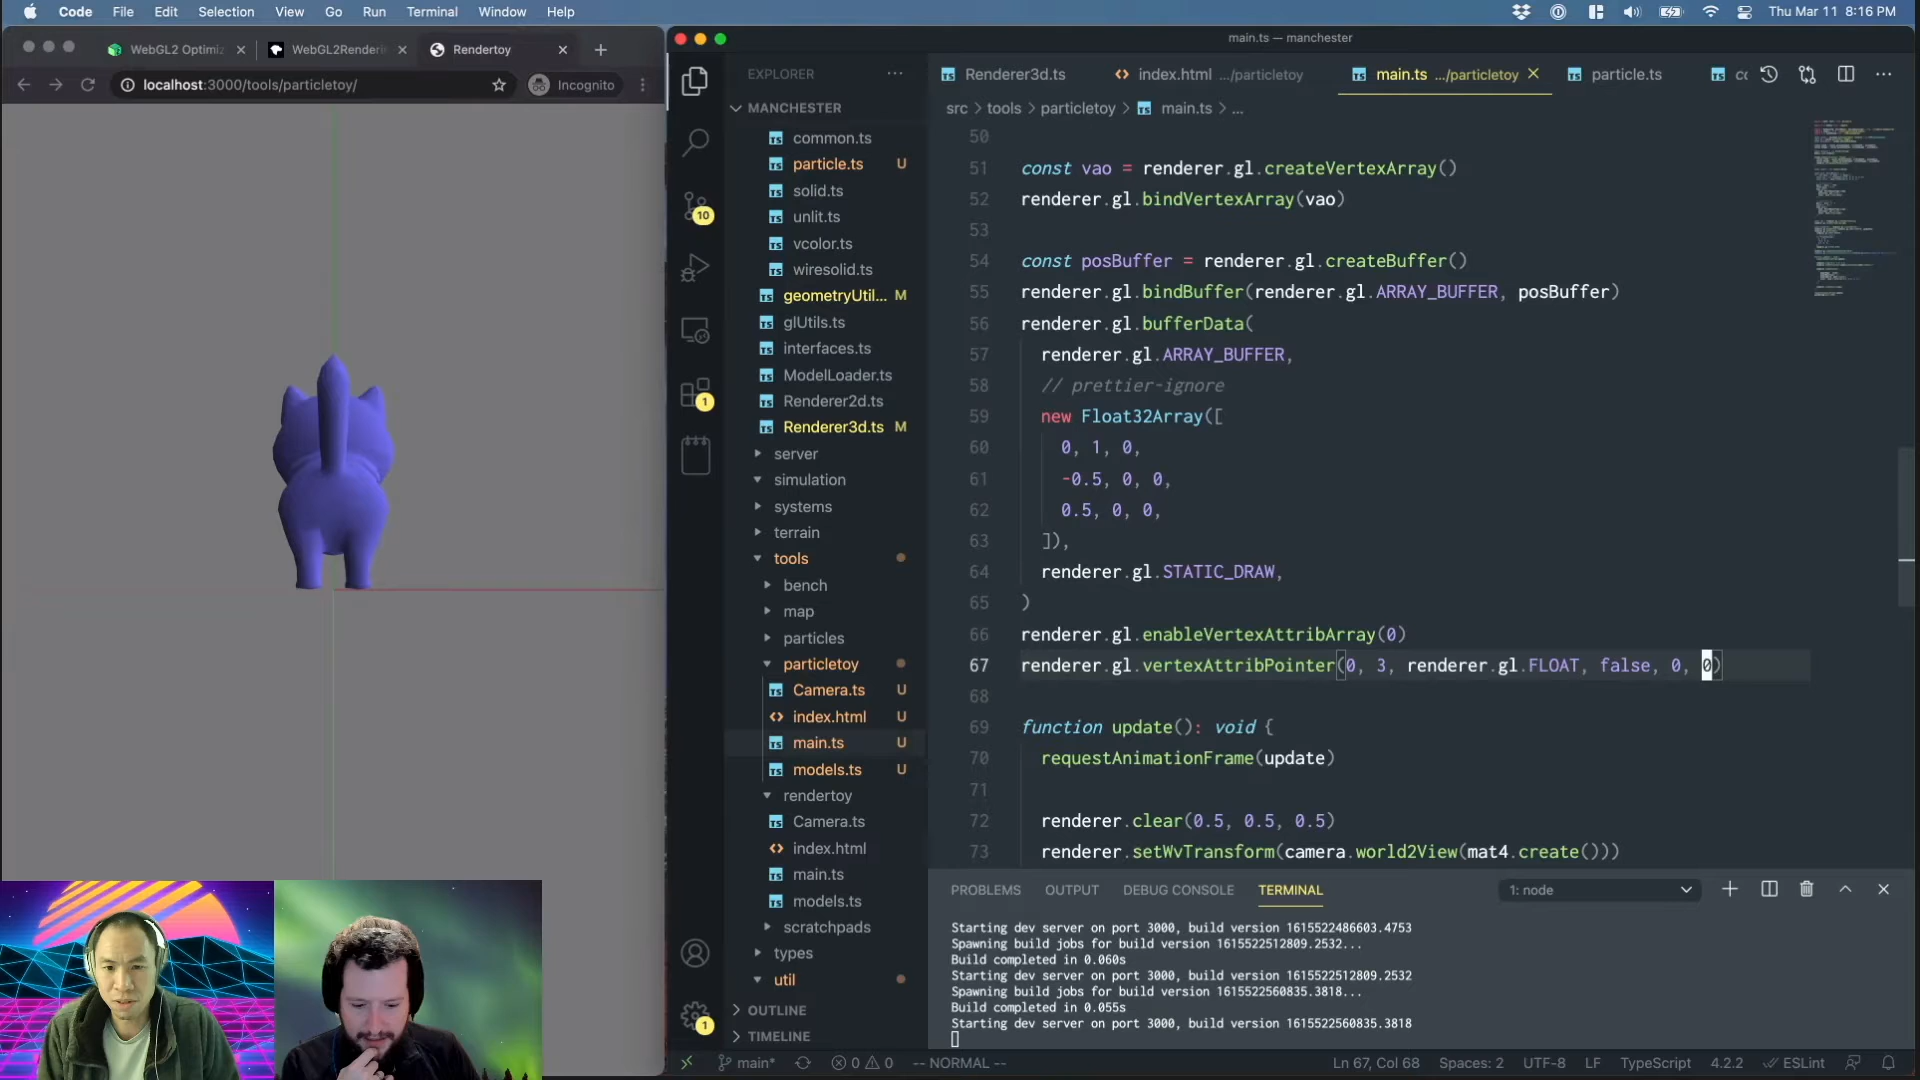 Code File Edit Selection View Go Run Terminal Window Help
Thu Mar 11 8:16 PM
WebGL2 Optimiz
WebGL2Renderin
Rendertoy
localhost:3000/tools/particletoy/
Incognito
main.ts — manchester
EXPLORER
MANCHESTER
common.ts
particle.ts U
solid.ts
unlit.ts
vcolor.ts
wiresolid.ts
geometryUtil... M
glUtils.ts
interfaces.ts
ModelLoader.ts
Renderer2d.ts
Renderer3d.ts M
server
simulation
systems
terrain
tools
bench
map
particles
particletoy
Camera.ts U
index.html U
main.ts U
models.ts U
rendertoy
Camera.ts
index.html
main.ts
models.ts
scratchpads
types
util
OUTLINE
TIMELINE
10
1
1
Renderer3d.ts
index.html .../particletoy
main.ts .../particletoy
particle.ts
src > tools > particletoy > main.ts > ...
50
51 const vao = renderer.gl.createVertexArray()
52 renderer.gl.bindVertexArray(vao)
53
54 const posBuffer = renderer.gl.createBuffer()
55 renderer.gl.bindBuffer(renderer.gl.ARRAY_BUFFER, posBuffer)
56 renderer.gl.bufferData(
57 renderer.gl.ARRAY_BUFFER,
58 // prettier-ignore
59 new Float32Array([
60 0, 1, 0,
61 -0.5, 0, 0,
62 0.5, 0, 0,
63 ]),
64 renderer.gl.STATIC_DRAW,
65 )
66 renderer.gl.enableVertexAttribArray(0)
67 renderer.gl.vertexAttribPointer(0, 3, renderer.gl.FLOAT, false, 0, 0)
68
69 function update(): void {
70 requestAnimationFrame(update)
71
72 renderer.clear(0.5, 0.5, 0.5)
73 renderer.setWvTransform(camera.world2View(mat4.create()))
PROBLEMS OUTPUT DEBUG CONSOLE TERMINAL
1: node
Starting dev server on port 3000, build version 1615522486603.4753
Spawning build jobs for build version 1615522512809.2532...
Build completed in 0.060s
Starting dev server on port 3000, build version 1615522512809.2532
Spawning build jobs for build version 1615522560835.3818...
Build completed in 0.055s
Starting dev server on port 3000, build version 1615522560835.3818
main* 0 0 -- NORMAL --
Ln 67, Col 68 Spaces: 2 UTF-8 LF TypeScript 4.2.2 ESLint